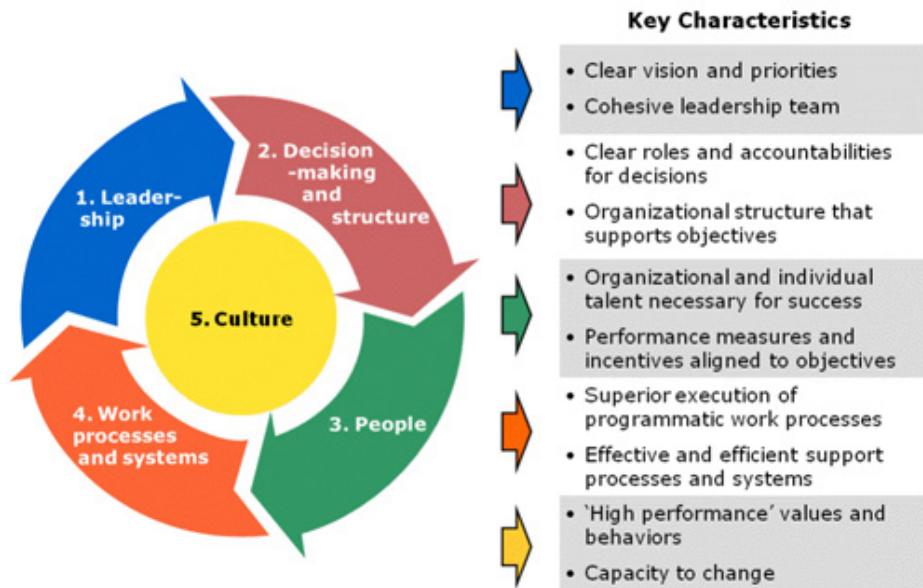 Key Characteristics
1. Leader-
ship
2. Decision
-making
and
structure
3. People
4. Work
processes
and systems
5. Culture
• Clear vision and priorities
• Cohesive leadership team
• Clear roles and accountabilities
for decisions
• Organizational structure that
supports objectives
• Organizational and individual
talent necessary for success
• Performance measures and
incentives aligned to objectives
• Superior execution of
programmatic work processes
• Effective and efficient support
processes and systems
• ‘High performance’ values and
behaviors
• Capacity to change